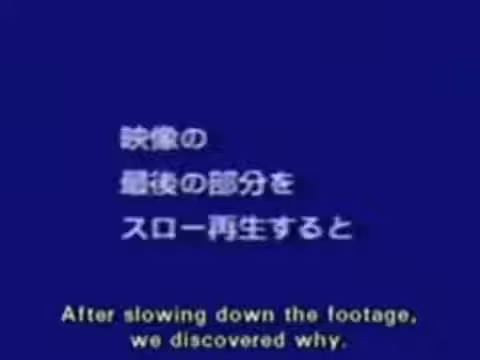 映像の
最後の部分を
スロー再生すると
After slowing down the footage,
we discovered why.